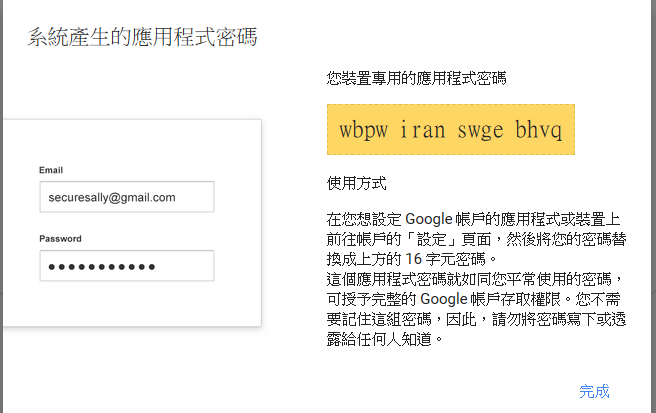 系統產生的應用程式密碼
您裝置專用的應用程式密碼
wbpw iran swge bhvq
Email
securesally@gmail.com
Password
●●●●●●●●●●●
使用方式
在您想設定 Google 帳戶的應用程式或裝置上
前往帳戶的「設定」頁面，然後將您的密碼替
換成上方的 16 字元密碼。
這個應用程式密碼就如同您平常使用的密碼，
可授予完整的 Google 帳戶存取權限。您不需
要記住這組密碼，因此，請勿將密碼寫下或透
露給任何人知道。
完成